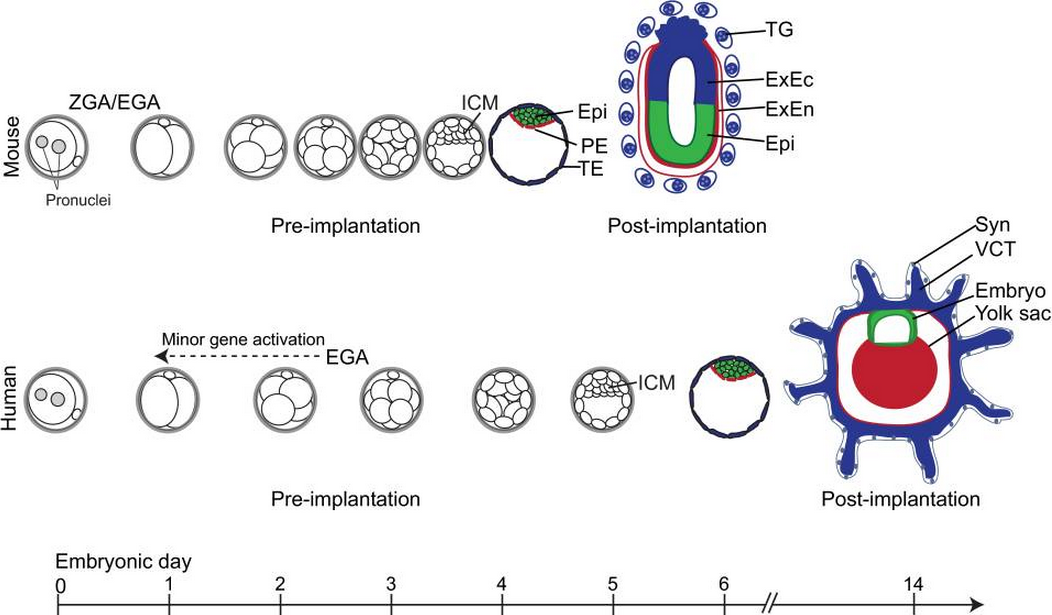 Mouse
ZGA/EGA
Pronuclei
ICM
Epi
PE
TE
TG
ExEc
ExEn
Epi
Pre-implantation
Post-implantation
Human
Minor gene activation
EGA
ICM
Syn
VCT
Embryo
Yolk sac
Pre-implantation
Post-implantation
Embryonic day
0 1 2 3 4 5 6 14